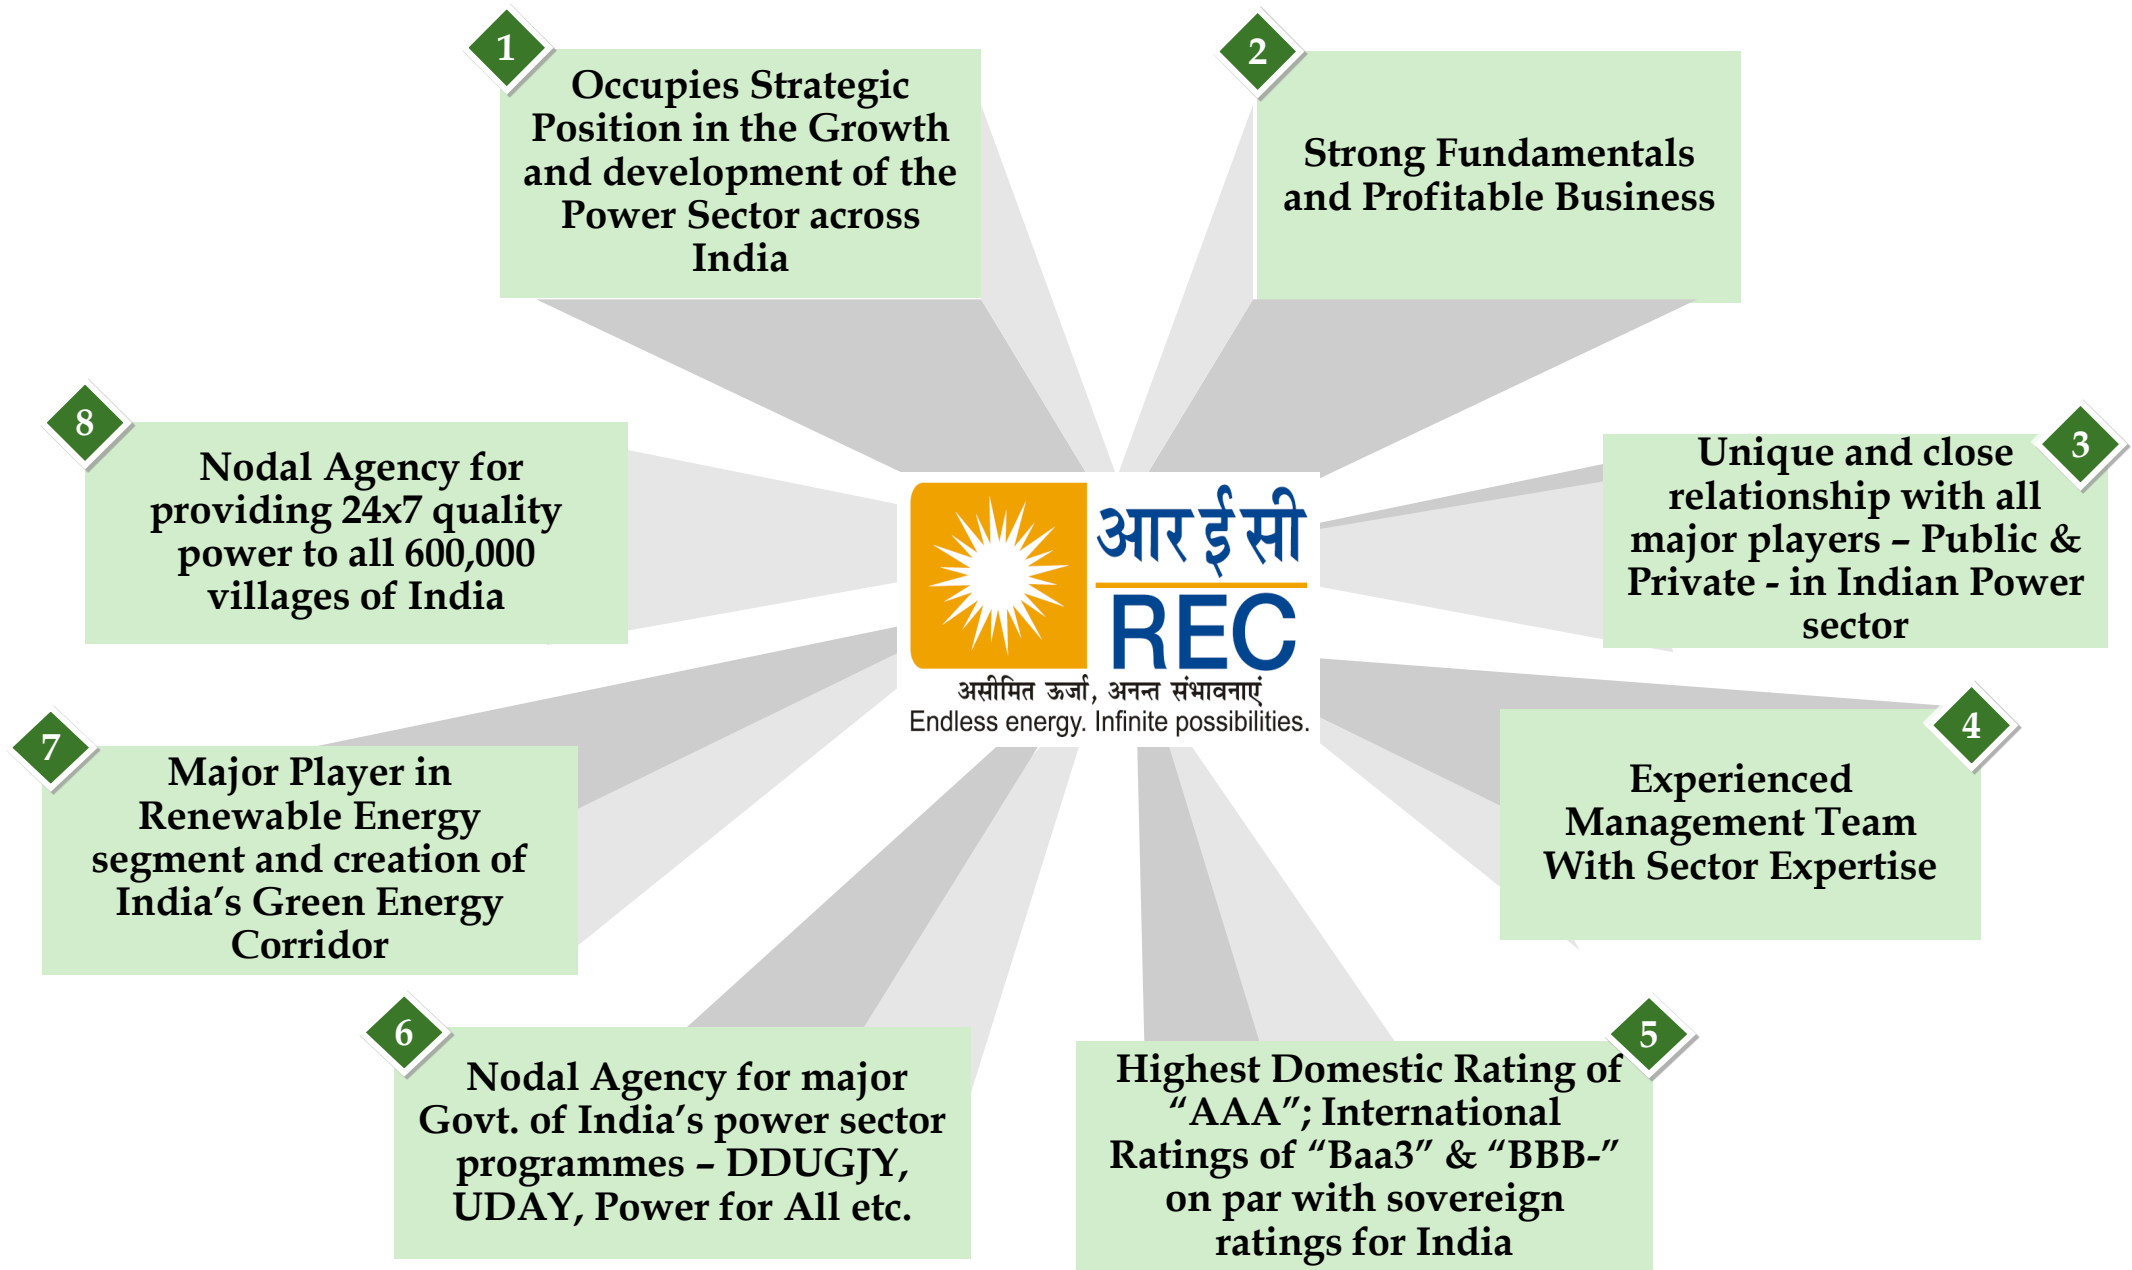 1
Occupies Strategic
Position in the Growth
and development of the
Power Sector across
India
2
Strong Fundamentals
and Profitable Business
3
Unique and close
relationship with all
major players – Public &
Private - in Indian Power
sector
4
Experienced
Management Team
With Sector Expertise
5
Highest Domestic Rating of
“AAA”; International
Ratings of “Baa3” & “BBB-”
on par with sovereign
ratings for India
6
Nodal Agency for major
Govt. of India’s power sector
programmes – DDUGJY,
UDAY, Power for All etc.
7
Major Player in
Renewable Energy
segment and creation of
India’s Green Energy
Corridor
8
Nodal Agency for
providing 24x7 quality
power to all 600,000
villages of India
आर ई सी
REC
असीमित ऊर्जा, अनन्त संभावनाएं
Endless energy. Infinite possibilities.